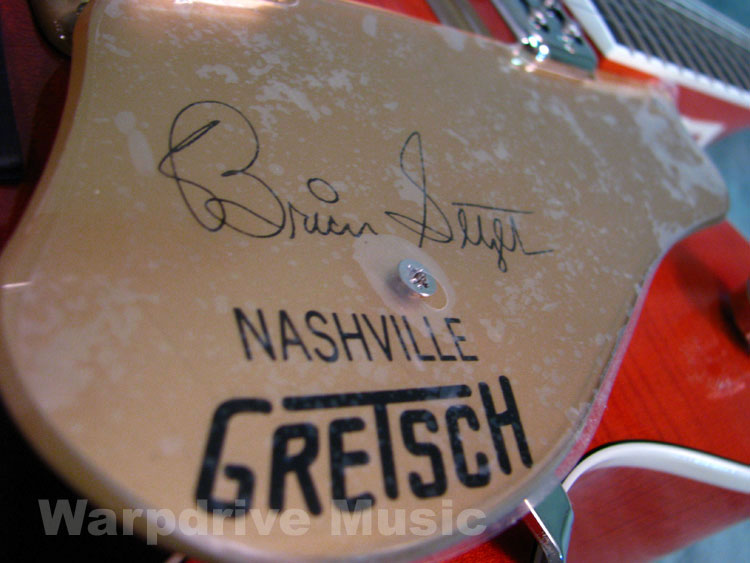 Brian Setzer
NASHVILLE
GRETSCH
Warpdrive Music